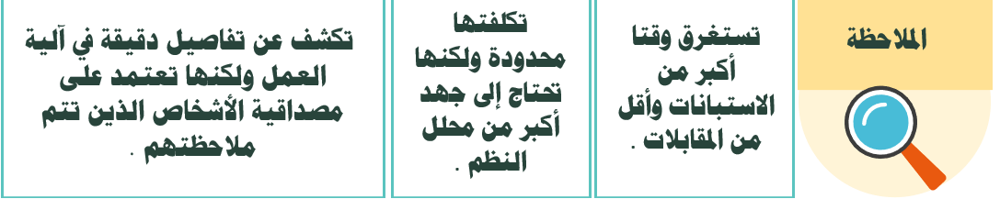 الملاحظة
تستغرق وقتا
أكبر من
الاستبانات وأقل
من المقابلات .
تكلفتها
محدودة ولكنها
تحتاج إلى جهد
أكبر من محلل
النظم .
تكشف عن تفاصيل دقيقة في آلية
العمل ولكنها تعتمد على
مصداقية الأشخاص الذين تتم
ملاحظتهم .